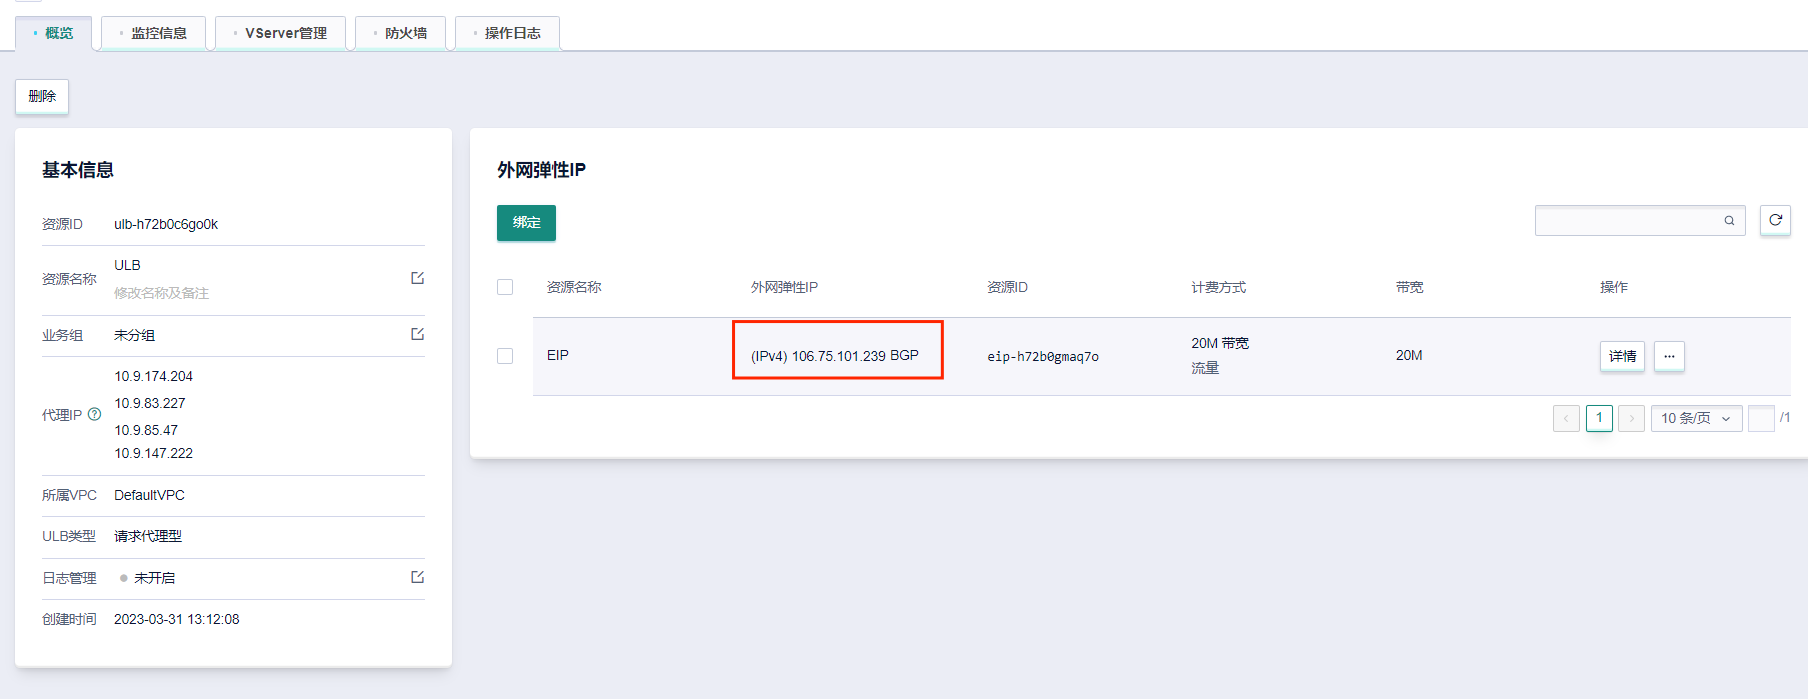 概览
监控信息
VServer管理
防火墙
操作日志
删除
基本信息
资源ID ulb-h72b0c6go0k
资源名称 ULB
修改名称及备注
业务组 未分组
代理IP
10.9.174.204
10.9.83.227
10.9.85.47
10.9.147.222
所属VPC DefaultVPC
ULB类型 请求代理型
日志管理 未开启
创建时间 2023-03-31 13:12:08
外网弹性IP
绑定
资源名称 外网弹性IP 资源ID 计费方式 带宽 操作
EIP (IPv4) 106.75.101.239 BGP eip-h72b0gmaq7o 20M 带宽 20M 详情 ...
流量
< 1 > 10 条/页 /1